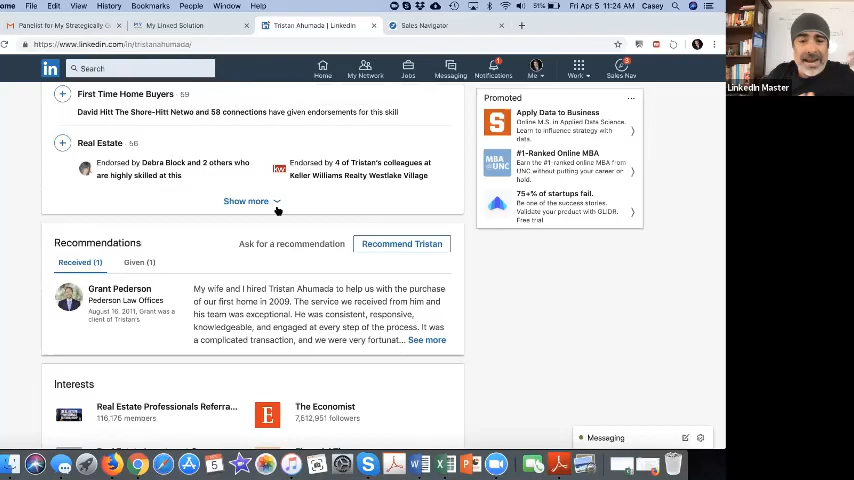 File Edit View History Bookmarks People Window Help
51% Fri Apr 5 11:24 AM Casey
Panelist for My Strategically
My Linked Solution
Tristan Ahumada | LinkedIn
Sales Navigator
https://www.linkedin.com/in/tristanahumada/
in
Search
Home
My Network
Jobs
Messaging
Notifications
Me
Work
Sales Nav
First Time Home Buyers · 59
David Hitt The Shore-Hitt Netwo and 58 connections have given endorsements for this skill
Real Estate · 56
Endorsed by Debra Block and 2 others who
are highly skilled at this
kw
Endorsed by 4 of Tristan's colleagues at
Keller Williams Realty Westlake Village
Show more
Recommendations
Ask for a recommendation
Recommend Tristan
Received (1)
Given (1)
Grant Pederson
Pederson Law Offices
August 16, 2011, Grant was a
client of Tristan's
My wife and I hired Tristan Ahumada to help us with the purchase
of our first home in 2009. The service we received from him and
his team was exceptional. He was consistent, responsive,
knowledgeable, and engaged at every step of the process. It was
a complicated transaction, and we were very fortunat... See more
Interests
Real Estate Professionals Referra...
116,176 members
E
The Economist
7,612,951 followers
Promoted
...
S
Apply Data to Business
Online M.S. in Applied Data Science.
Learn to influence strategy with
data.
MBA
@UNC
#1-Ranked Online MBA
Earn the #1-ranked online MBA from
UNC without putting your career on
hold.
75+% of startups fail.
Be one of the success stories.
Validate your product with GLIDR.
Free trial
Messaging
LinkedIn Master
5
S
W
X
P